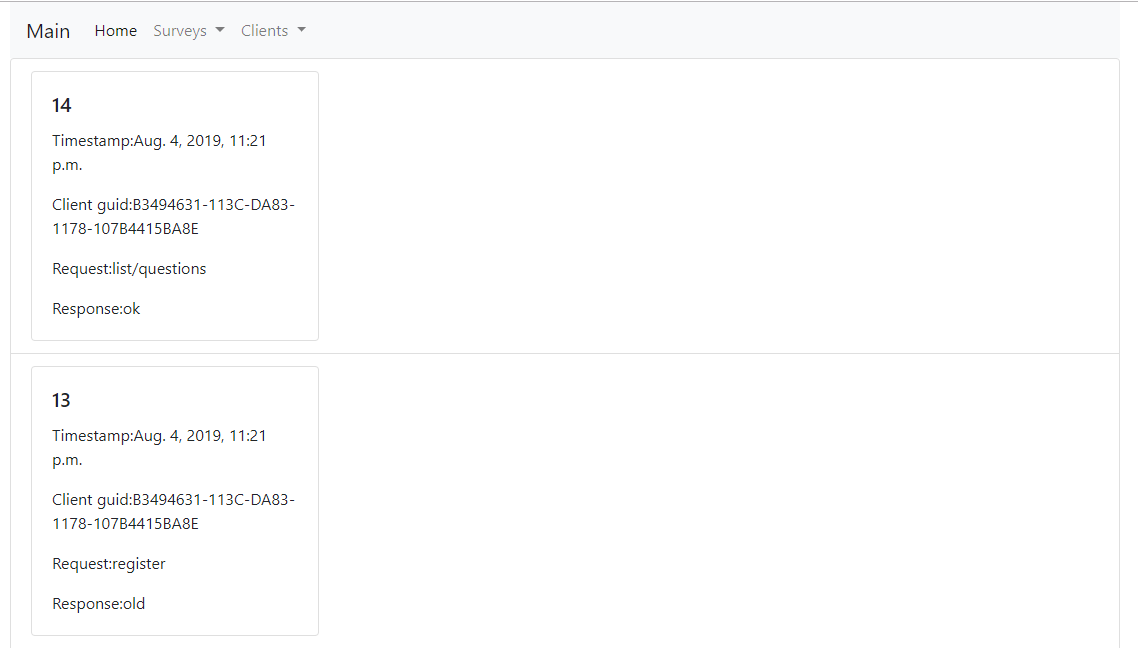 Main Home Surveys Clients
14
Timestamp:Aug. 4, 2019, 11:21
p.m.
Client guid:B3494631-113C-DA83-
1178-107B4415BA8E
Request:list/questions
Response:ok
13
Timestamp:Aug. 4, 2019, 11:21
p.m.
Client guid:B3494631-113C-DA83-
1178-107B4415BA8E
Request:register
Response:old